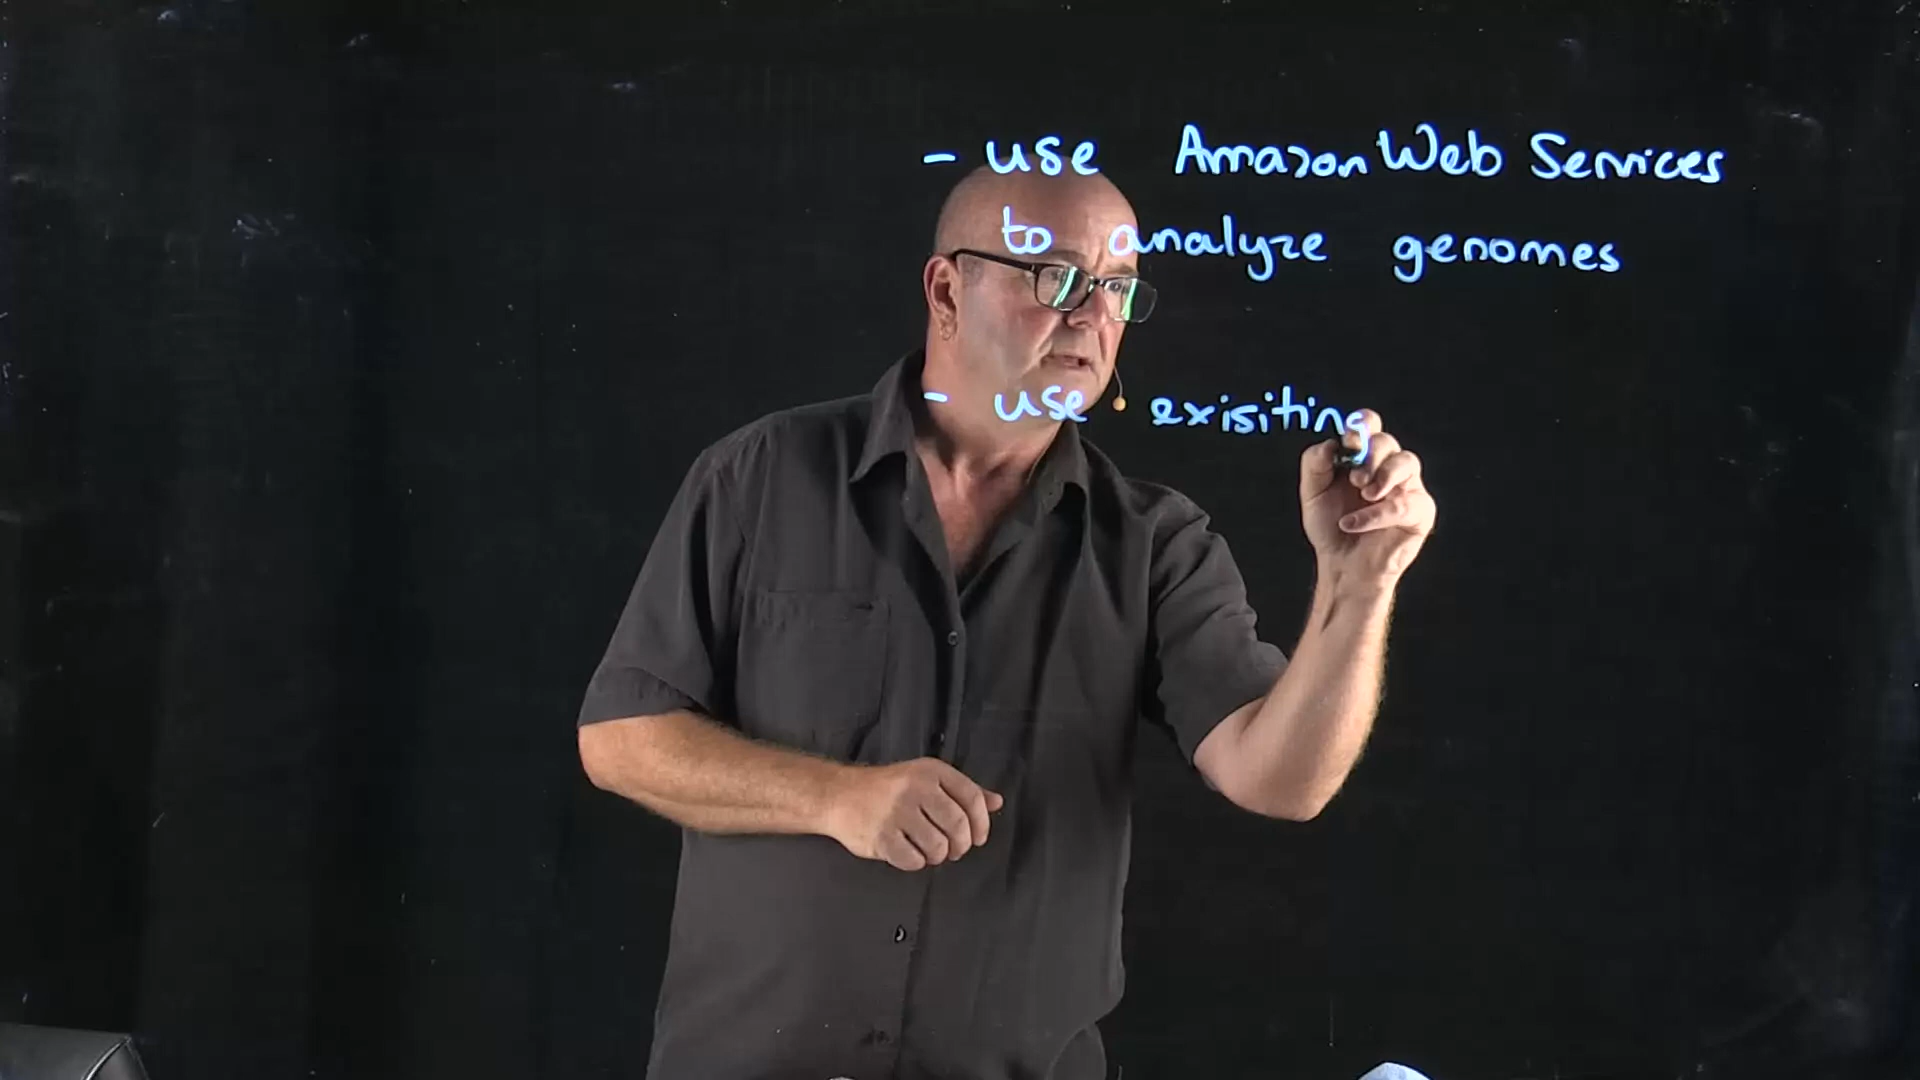 - use Amazon Web Services
to analyze genomes
- use exisiting